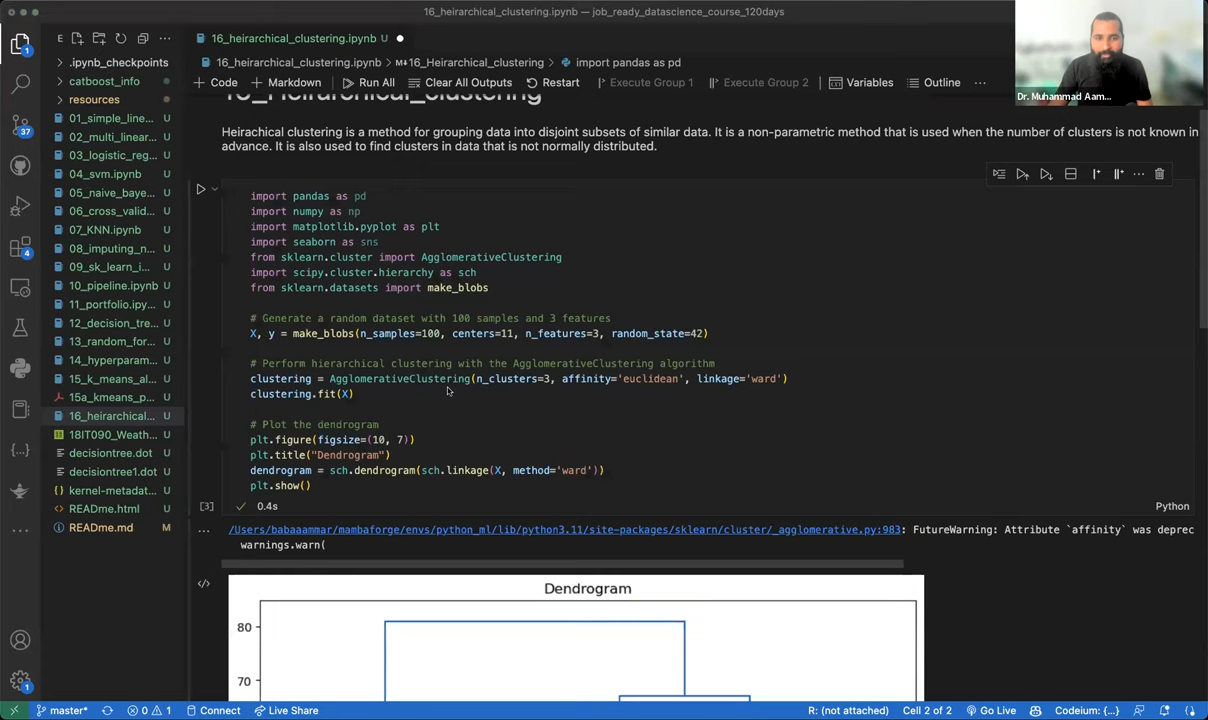 16_heirarchical_clustering.ipynb — job_ready_datascience_course_120days
1
37
4
1
E
.ipynb_checkpoints
catboost_info
resources
01_simple_line... U
02_multi_linear... U
03_logistic_reg... U
04_svm.ipynb U
05_naive_baye... U
06_cross_valid... U
07_KNN.ipynb U
08_imputing_n... U
09_sk_learn_i... U
10_pipeline.ipynb U
11_portfolio.ipynb U
12_decision_tre... U
13_random_for... U
14_hyperparam... U
15_k_means_al... U
15a_kmeans_p... U
16_heirarchical... U
18IT090_Weath... U
decisiontree.dot U
decisiontree1.dot U
kernel-metadat... U
READme.html U
READme.md M
16_heirarchical_clustering.ipynb U
16_heirarchical_clustering.ipynb > M↓16_Heirarchical_clustering > import pandas as pd
+ Code + Markdown Run All Clear All Outputs Restart Execute Group 1 Execute Group 2 Variables Outline ...
Dr. Muhammad Aam...
16_Heirarchical_clustering
Heirachical clustering is a method for grouping data into disjoint subsets of similar data. It is a non-parametric method that is used when the number of clusters is not known in
advance. It is also used to find clusters in data that is not normally distributed.
import pandas as pd
import numpy as np
import matplotlib.pyplot as plt
import seaborn as sns
from sklearn.cluster import AgglomerativeClustering
import scipy.cluster.hierarchy as sch
from sklearn.datasets import make_blobs
# Generate a random dataset with 100 samples and 3 features
X, y = make_blobs(n_samples=100, centers=11, n_features=3, random_state=42)
# Perform hierarchical clustering with the AgglomerativeClustering algorithm
clustering = AgglomerativeClustering(n_clusters=3, affinity='euclidean', linkage='ward')
clustering.fit(X)
# Plot the dendrogram
plt.figure(figsize=(10, 7))
plt.title("Dendrogram")
dendrogram = sch.dendrogram(sch.linkage(X, method='ward'))
plt.show()
[3] ✓ 0.4s Python
... /Users/babaaammar/mambaforge/envs/python_ml/lib/python3.11/site-packages/sklearn/cluster/_agglomerative.py:983: FutureWarning: Attribute `affinity` was deprec
warnings.warn(
Dendrogram
80
70
master* 0 1 Connect Live Share R: (not attached) Cell 2 of 2 Go Live Codeium: {...}